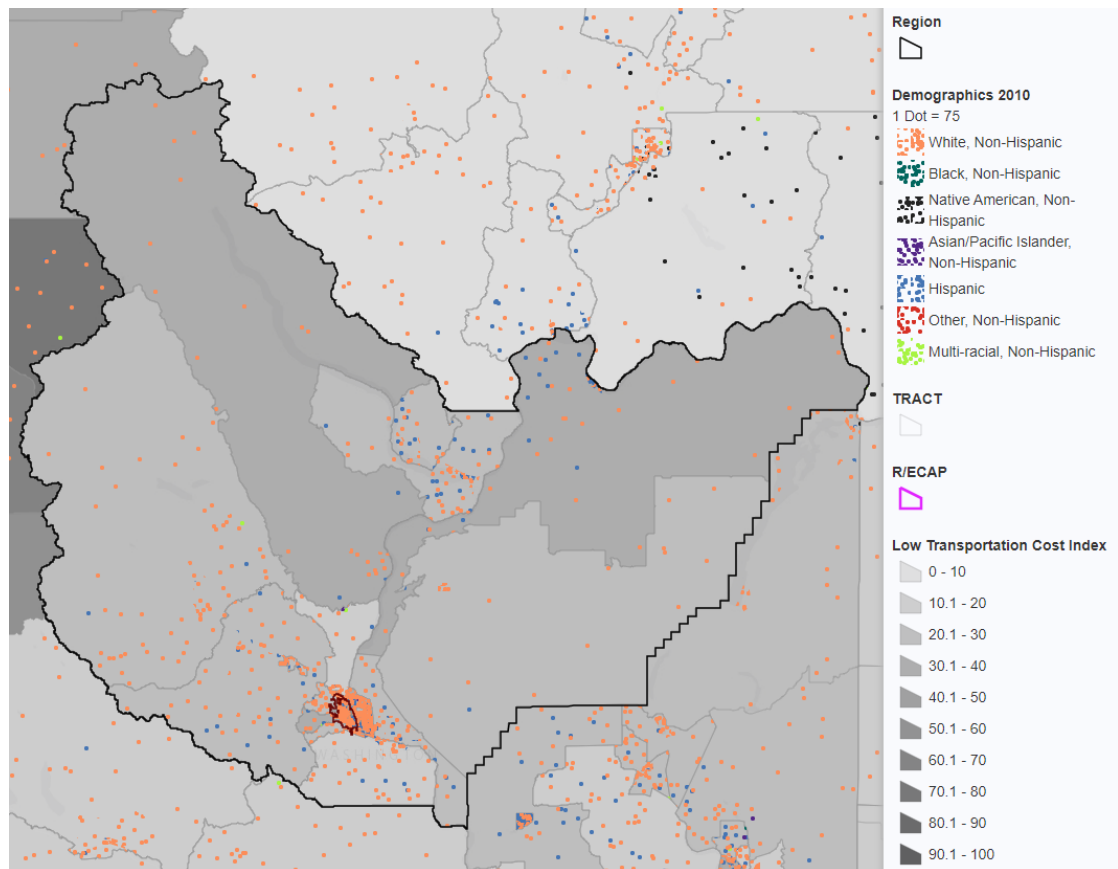 Region
Demographics 2010
1 Dot = 75
White, Non-Hispanic
Black, Non-Hispanic
Native American, Non-
Hispanic
Asian/Pacific Islander,
Non-Hispanic
Hispanic
Other, Non-Hispanic
Multi-racial, Non-Hispanic
TRACT
R/ECAP
Low Transportation Cost Index
0 - 10
10.1 - 20
20.1 - 30
30.1 - 40
40.1 - 50
50.1 - 60
60.1 - 70
70.1 - 80
80.1 - 90
90.1 - 100